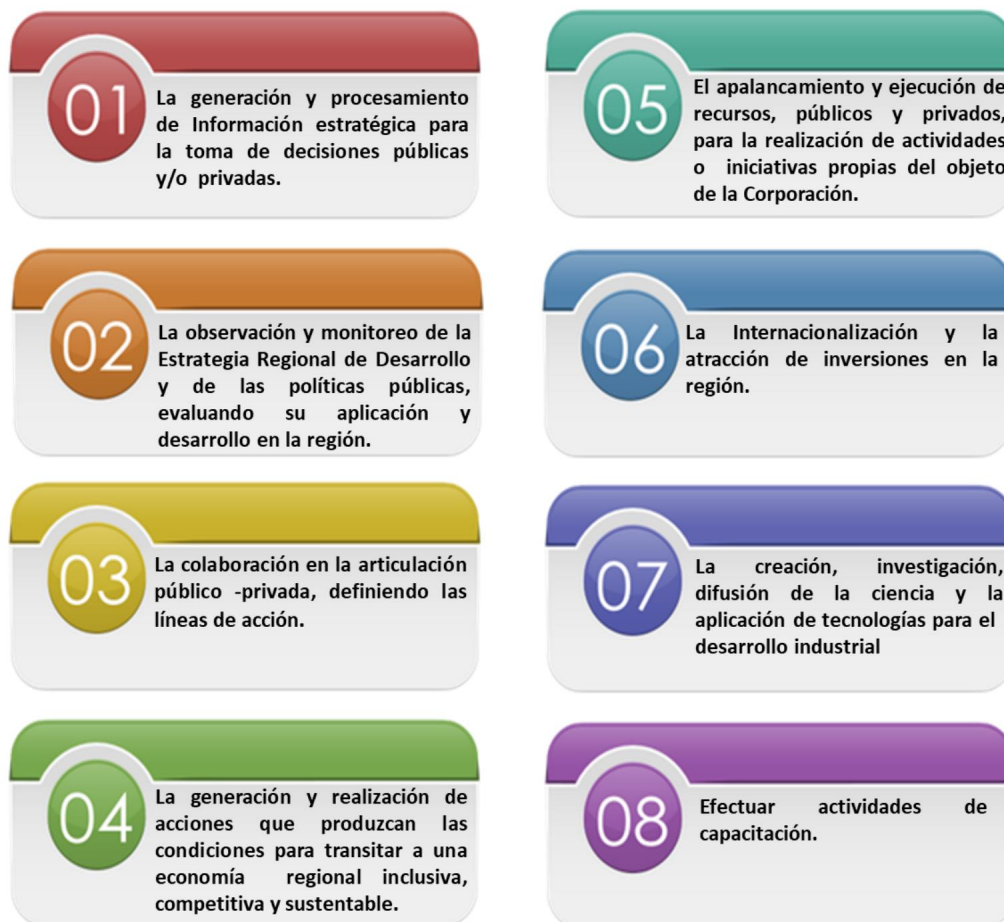 01
La generación y procesamiento
de Información estratégica para
la toma de decisiones públicas
y/o privadas.
02
La observación y monitoreo de la
Estrategia Regional de Desarrollo
y de las políticas públicas,
evaluando su aplicación y
desarrollo en la región.
03
La colaboración en la articulación
público -privada, definiendo las
líneas de acción.
04
La generación y realización de
acciones que produzcan las
condiciones para transitar a una
economía regional inclusiva,
competitiva y sustentable.
05
El apalancamiento y ejecución de
recursos, públicos y privados,
para la realización de actividades
o iniciativas propias del objeto
de la Corporación.
06
La Internacionalización y la
atracción de inversiones en la
región.
07
La creación, investigación,
difusión de la ciencia y la
aplicación de tecnologías para el
desarrollo industrial
08
Efectuar actividades de
capacitación.